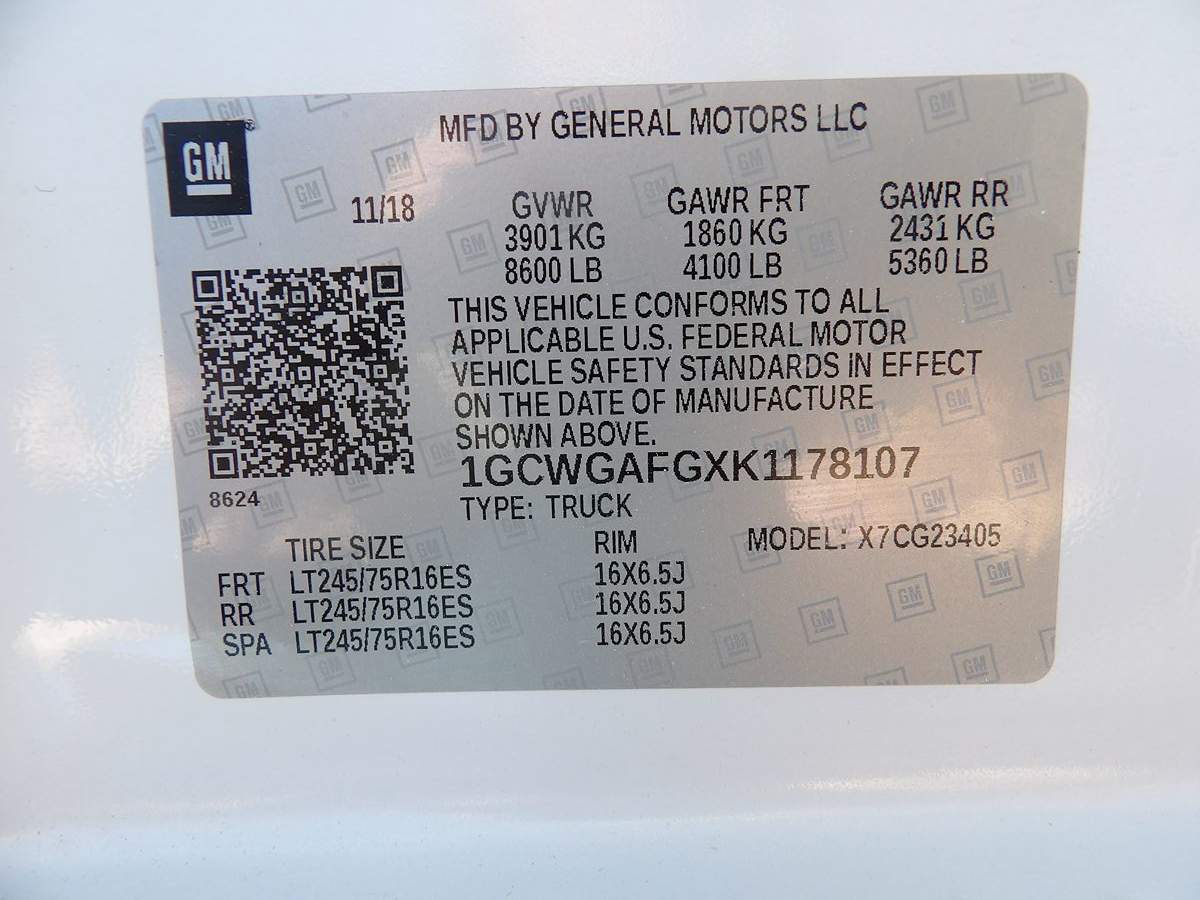 GM
MFD BY GENERAL MOTORS LLC
11/18
GVWR GAWR FRT GAWR RR
3901 KG 1860 KG 2431 KG
8600 LB 4100 LB 5360 LB
THIS VEHICLE CONFORMS TO ALL
APPLICABLE U.S. FEDERAL MOTOR
VEHICLE SAFETY STANDARDS IN EFFECT
ON THE DATE OF MANUFACTURE
SHOWN ABOVE.
1GCWGAFGXK1178107
8624
TYPE: TRUCK
TIRE SIZE RIM MODEL: X7CG23405
FRT LT245/75R16ES 16X6.5J
RR LT245/75R16ES 16X6.5J
SPA LT245/75R16ES 16X6.5J